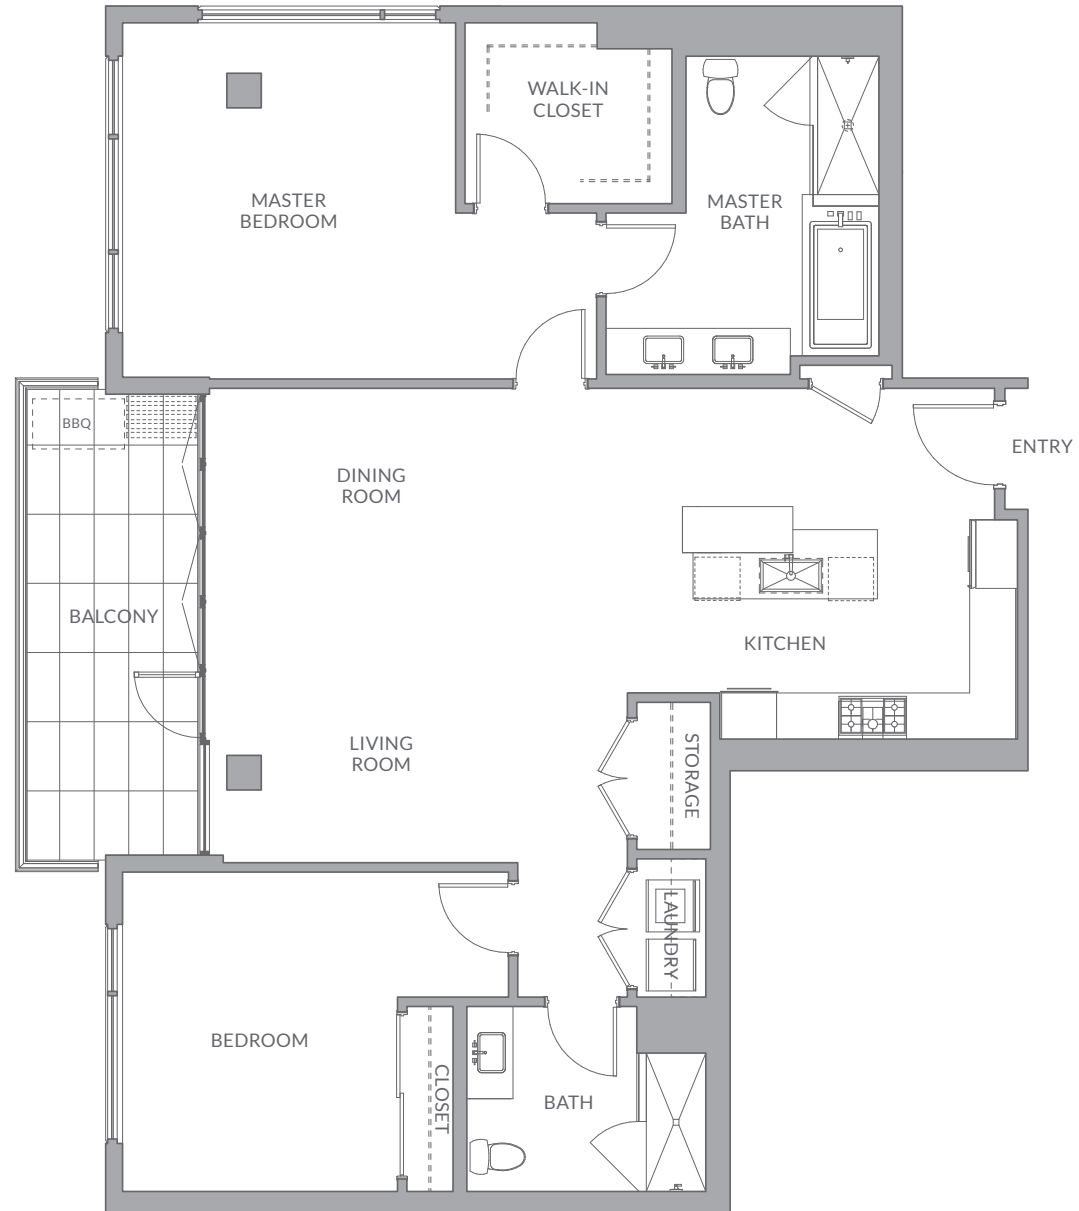 WALK-IN
CLOSET
MASTER
BEDROOM
MASTER
BATH
BBQ
ENTRY
DINING
ROOM
BALCONY
KITCHEN
LIVING
ROOM
STORAGE
LAUNDRY
BEDROOM
CLOSET
BATH